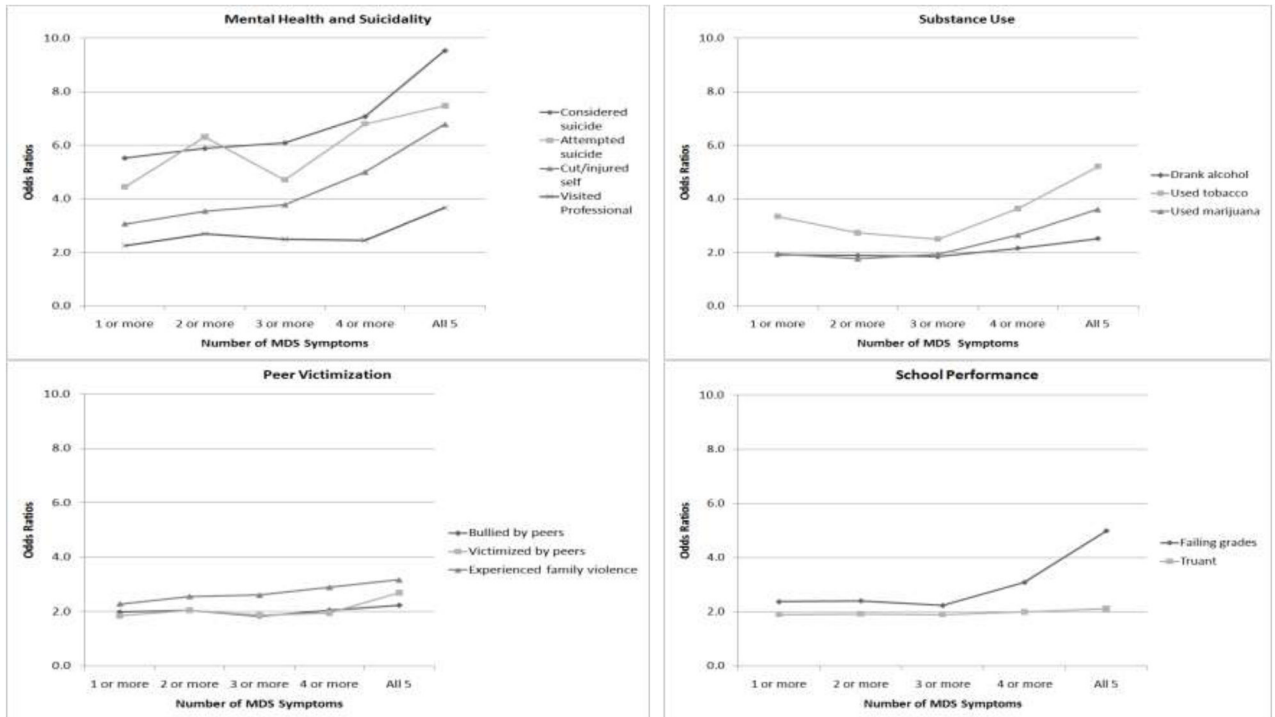 Mental Health and Suicidality
10.0
8.0
6.0
4.0
2.0
0.0
Odds Ratios
1 or more 2 or more 3 or more 4 or more All 5
Number of MDS Symptoms
Considered
suicide
Attempted
suicide
Cut/injured
self
Visited
Professional
Substance Use
10.0
8.0
6.0
4.0
2.0
0.0
Odds Ratios
1 or more 2 or more 3 or more 4 or more All 5
Number of MDS Symptoms
Drank alcohol
Used tobacco
Used marijuana
Peer Victimization
10.0
8.0
6.0
4.0
2.0
0.0
Odds Ratios
1 or more 2 or more 3 or more 4 or more All 5
Number of MDS Symptoms
Bullied by peers
Victimized by peers
Experienced family violence
School Performance
10.0
8.0
6.0
4.0
2.0
0.0
Odds Ratios
1 or more 2 or more 3 or more 4 or more All 5
Number of MDS Symptoms
Failing grades
Truant